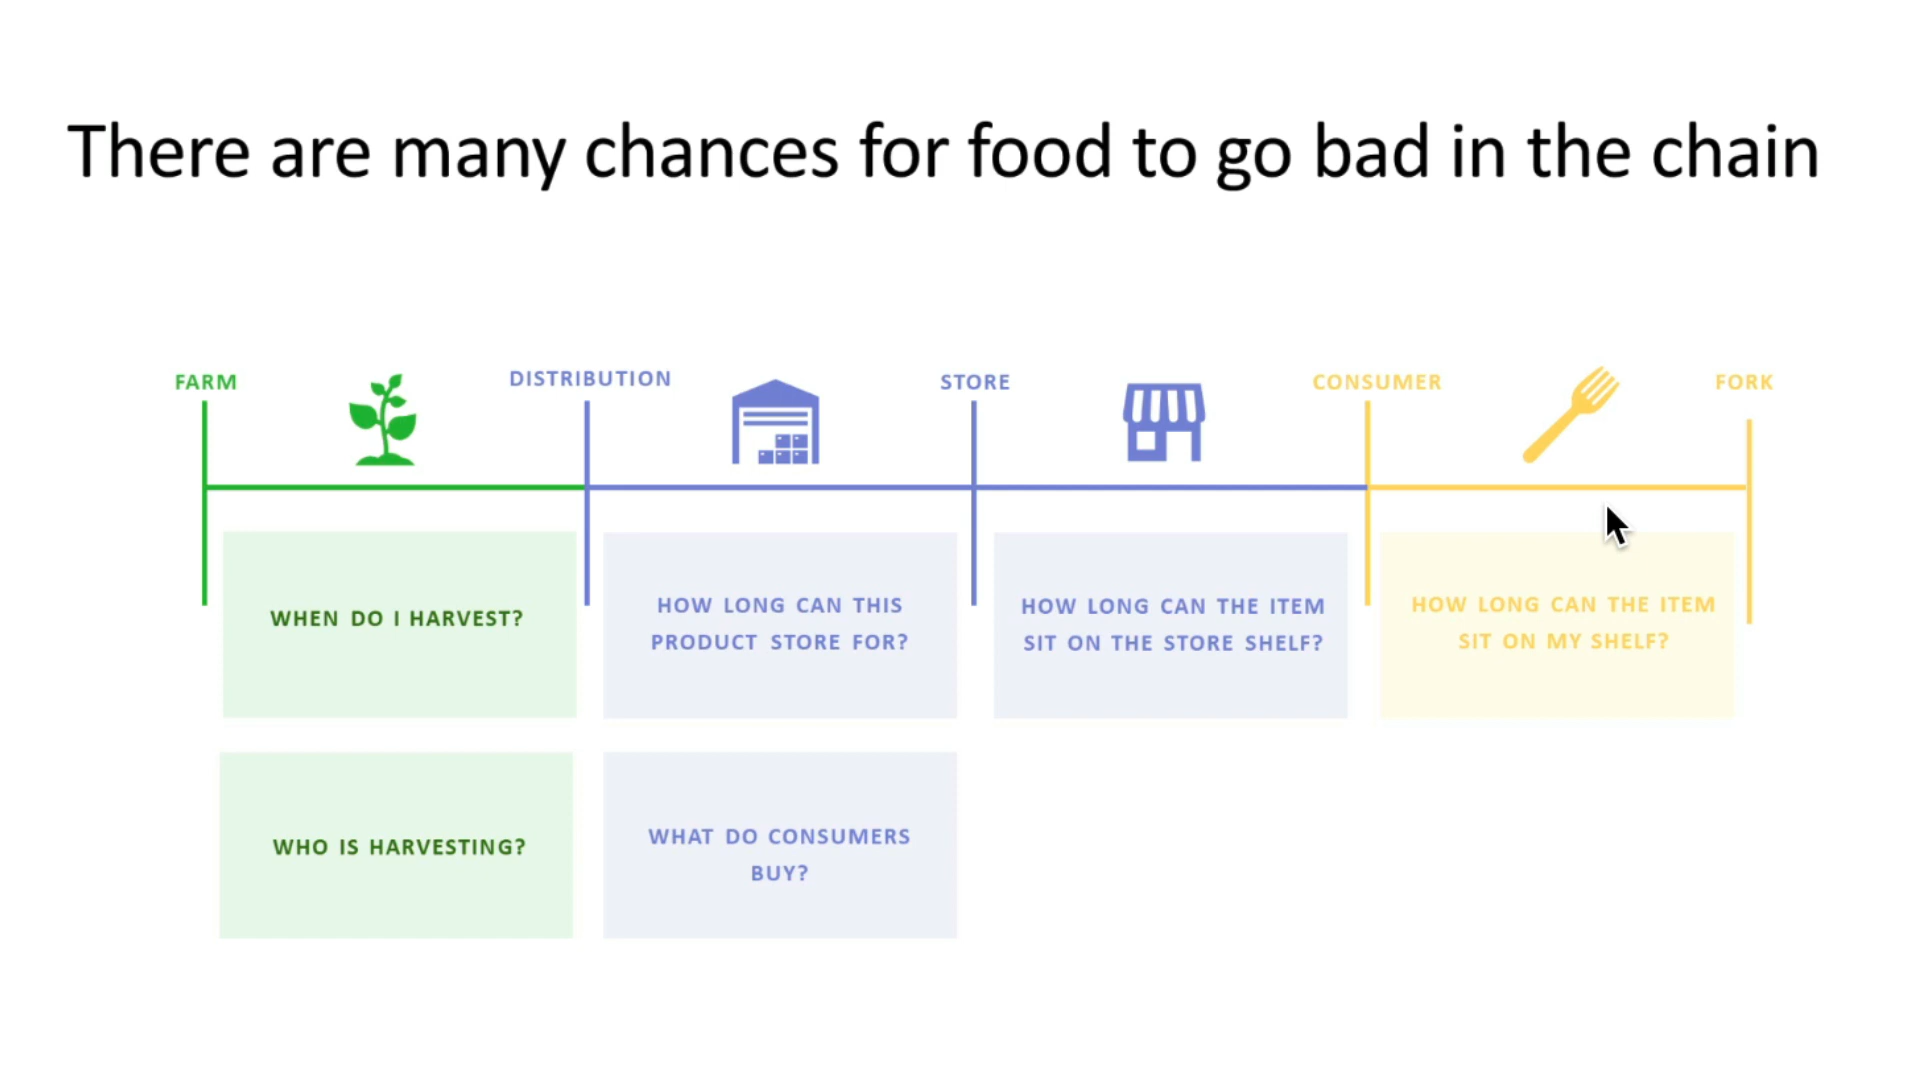 There are many chances for food to go bad in the chain
FARM
DISTRIBUTION
STORE
CONSUMER
FORK
WHEN DO I HARVEST?
HOW LONG CAN THIS
PRODUCT STORE FOR?
HOW LONG CAN THE ITEM
SIT ON THE STORE SHELF?
HOW LONG CAN THE ITEM
SIT ON MY SHELF?
WHO IS HARVESTING?
WHAT DO CONSUMERS
BUY?